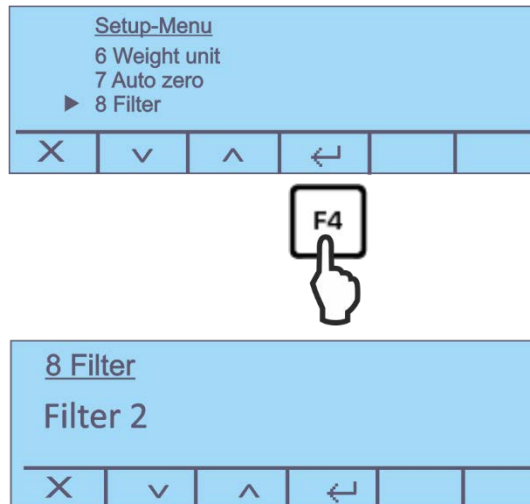 Setup-Menu
6 Weight unit
7 Auto zero
▶ 8 Filter
X ∨ ∧ ↵
F4
8 Filter
Filter 2
X ∨ ∧ ↵